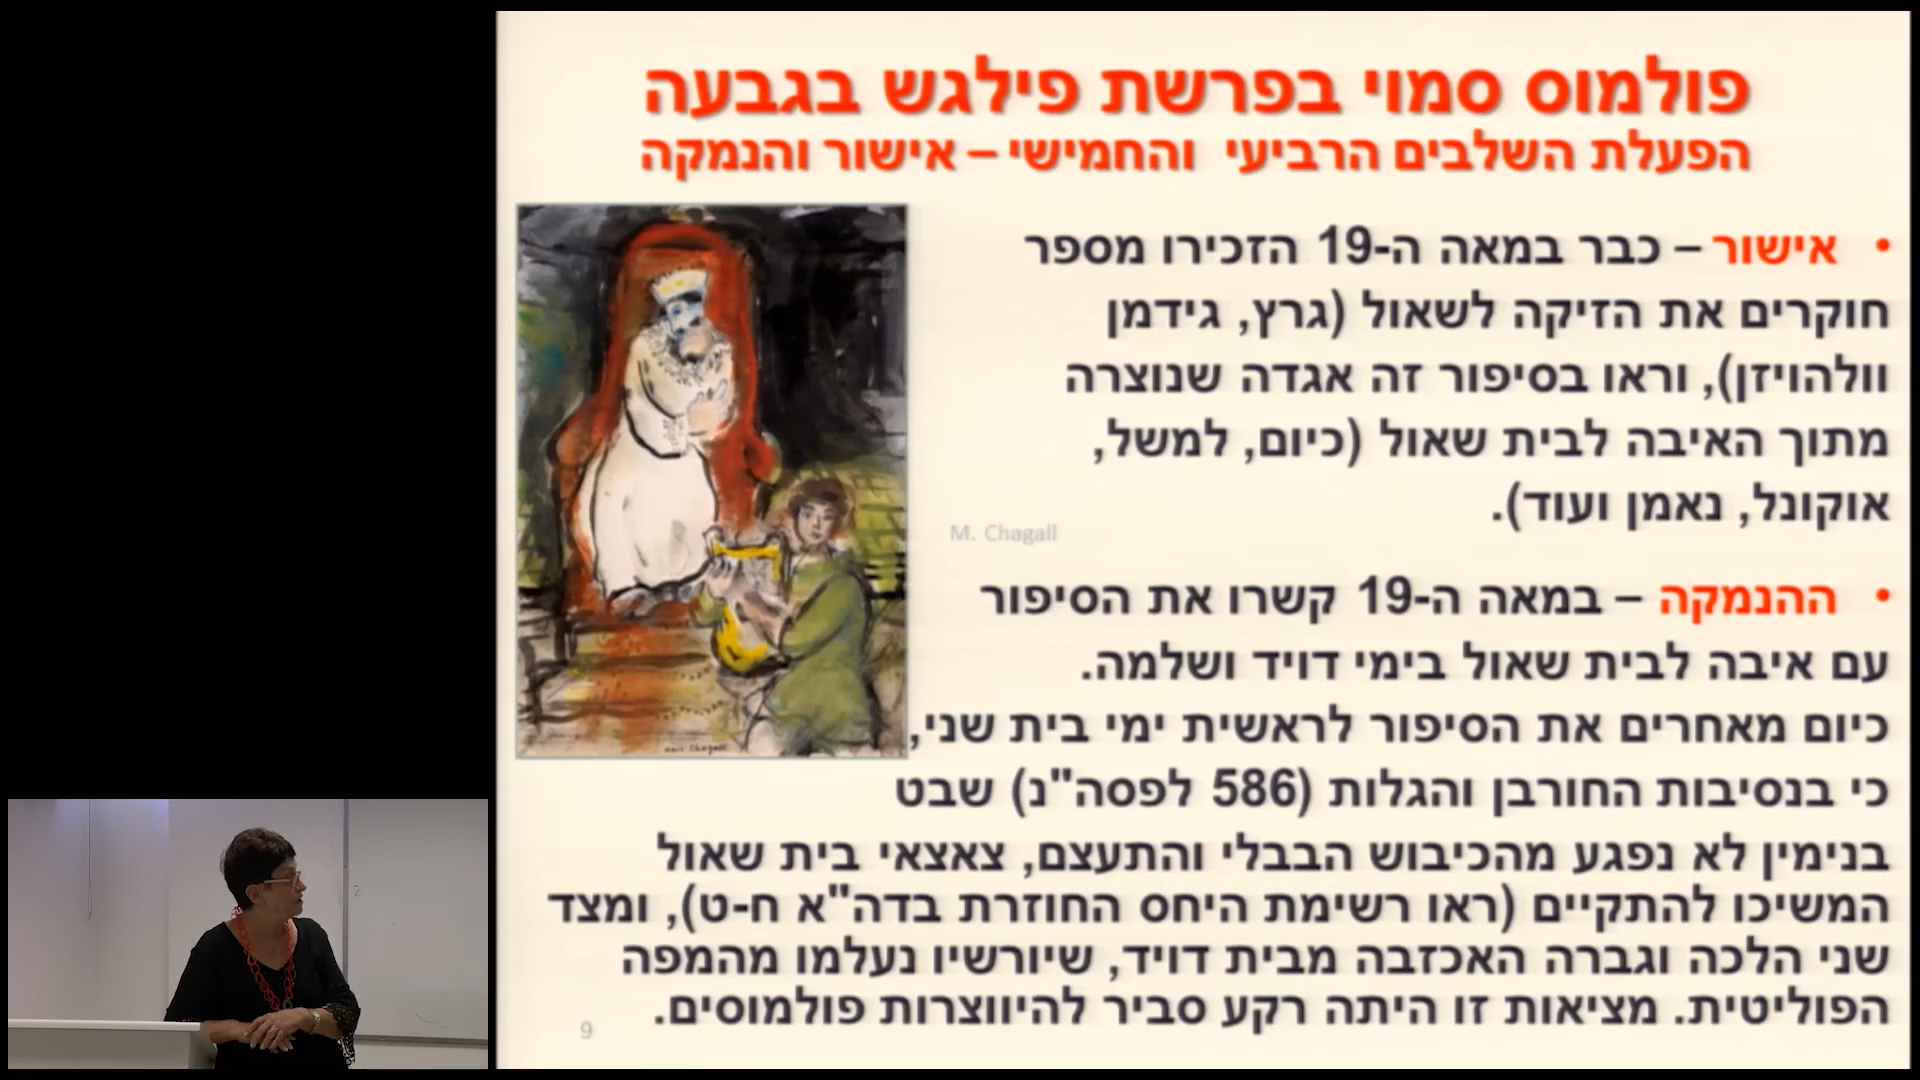 פולמוס סמוי בפרשת פילגש בגבעה
הפעלת השלבים הרביעי והחמישי – אישור והנמקה
• אישור – כבר במאה ה-19 הזכירו מספר
חוקרים את הזיקה לשאול (גרץ, גידמן
וולהויזן), וראו בסיפור זה אגדה שנוצרה
מתוך האיבה לבית שאול (כיום, למשל,
אוקונל, נאמן ועוד).
M. Chagall
• ההנמקה – במאה ה-19 קשרו את הסיפור
עם איבה לבית שאול בימי דויד ושלמה.
כיום מאחרים את הסיפור לראשית ימי בית שני,
כי בנסיבות החורבן והגלות (586 לפסה"נ) שבט
בנימין לא נפגע מהכיבוש הבבלי והתעצם, צאצאי בית שאול
המשיכו להתקיים (ראו רשימת היחס החוזרת בדה"א ח-ט), ומצד
שני הלכה וגברה האכזבה מבית דויד, שיורשיו נעלמו מהמפה
הפוליטית. מציאות זו היתה רקע סביר להיווצרות פולמוסים.
9